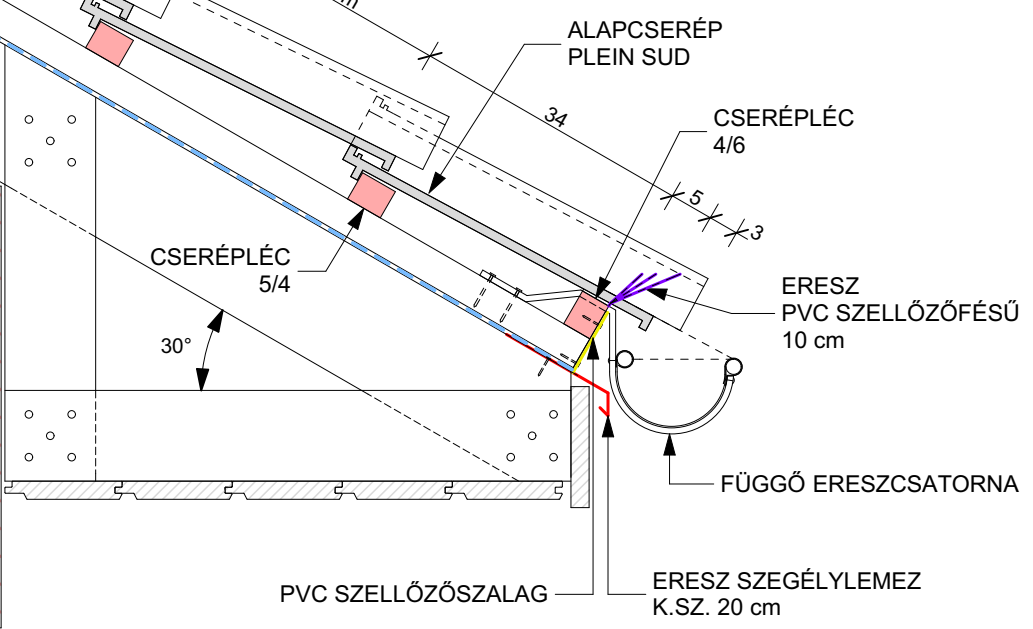 m
ALAPCSERÉP
PLEIN SUD
34
CSERÉPLÉC
4/6
5
3
CSERÉPLÉC
5/4
ERESZ
PVC SZELLŐZŐFÉSŰ
10 cm
30°
FÜGGŐ ERESZCSATORNA
PVC SZELLŐZŐSZALAG
ERESZ SZEGÉLYLEMEZ
K.SZ. 20 cm